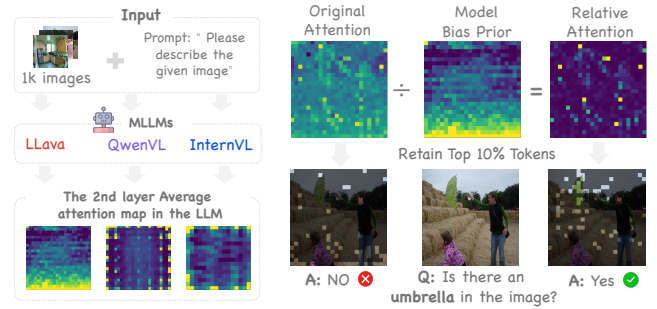 Input
1k images
Prompt: " Please
describe the
given image"
MLLMs
LLava
QwenVL
InternVL
The 2nd layer Average
attention map in the LLM
Original
Attention
÷
Model
Bias Prior
=
Relative
Attention
Retain Top 10% Tokens
A: NO
Q: Is there an
umbrella in the image?
A: Yes